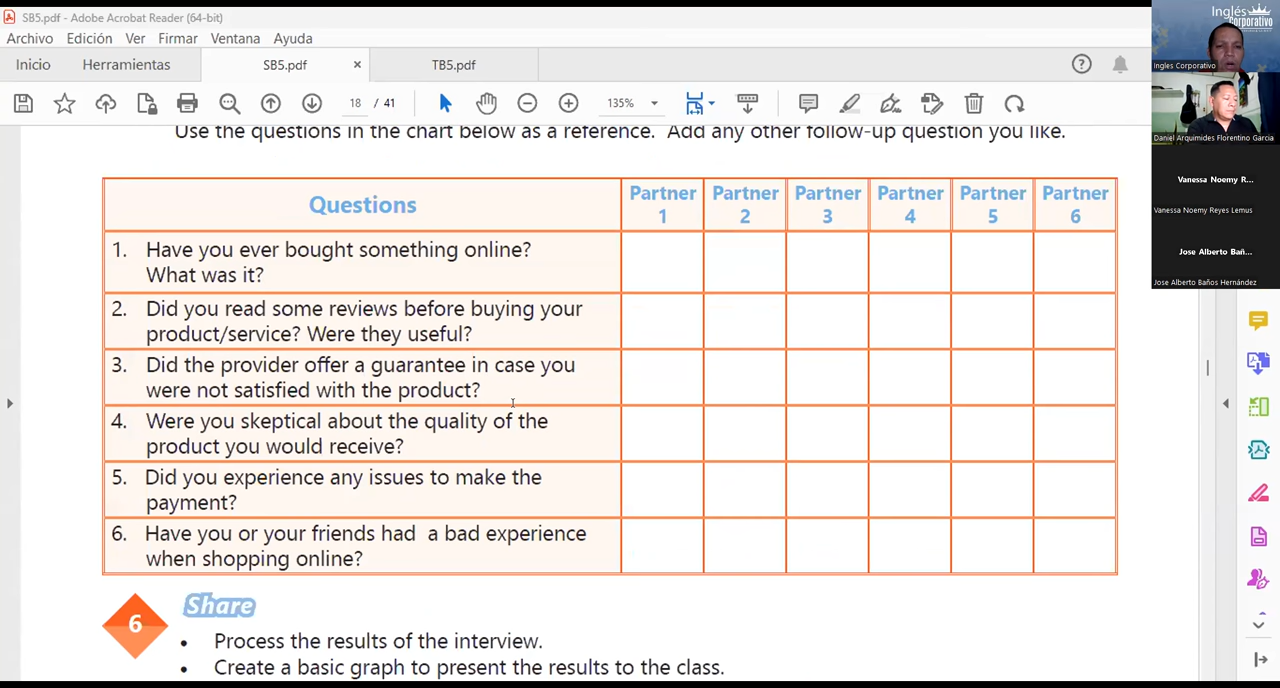 SB5.pdf - Adobe Acrobat Reader (64-bit)
Archivo Edición Ver Firmar Ventana Ayuda
Inicio Herramientas SB5.pdf × TB5.pdf
18 / 41 135%
Use the questions in the chart below as a reference. Add any other follow-up question you like.
Questions Partner 1 Partner 2 Partner 3 Partner 4 Partner 5 Partner 6
1. Have you ever bought something online?
What was it?
2. Did you read some reviews before buying your
product/service? Were they useful?
3. Did the provider offer a guarantee in case you
were not satisfied with the product?
4. Were you skeptical about the quality of the
product you would receive?
5. Did you experience any issues to make the
payment?
6. Have you or your friends had a bad experience
when shopping online?
6 Share
• Process the results of the interview.
• Create a basic graph to present the results to the class.
Inglés
Corporativo
Ingles Corporativo
Daniel Arquimides Florentino Garcia
Vanessa Noemy R...
Vanessa Noemy Reyes Lemus
Jose Alberto Bañ...
Jose Alberto Baños Hernández